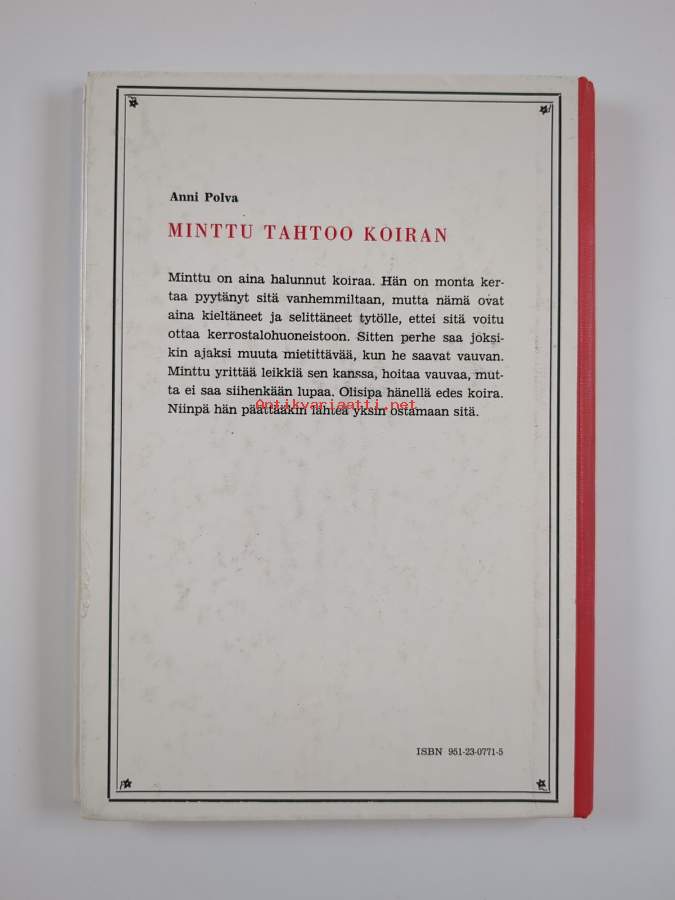 Anni Polva
MINTTU TAHTOO KOIRAN
Minttu on aina halunnut koiraa. Hän on monta ker-
taa pyytänyt sitä vanhemmiltaan, mutta nämä ovat
aina kieltäneet ja selittäneet tytölle, ettei sitä voitu
ottaa kerrostalohuoneistoon. Sitten perhe saa joksi-
kin ajaksi muuta mietittävää, kun he saavat vauvan.
Minttu yrittää leikkiä sen kanssa, hoitaa vauvaa, mut-
ta ei saa siihenkään lupaa. Olisipa hänellä edes koira.
Antikvariaatti.net
Niinpä hän päättääkin lähteä yksin ostamaan sitä.
ISBN 951-23-0771-5